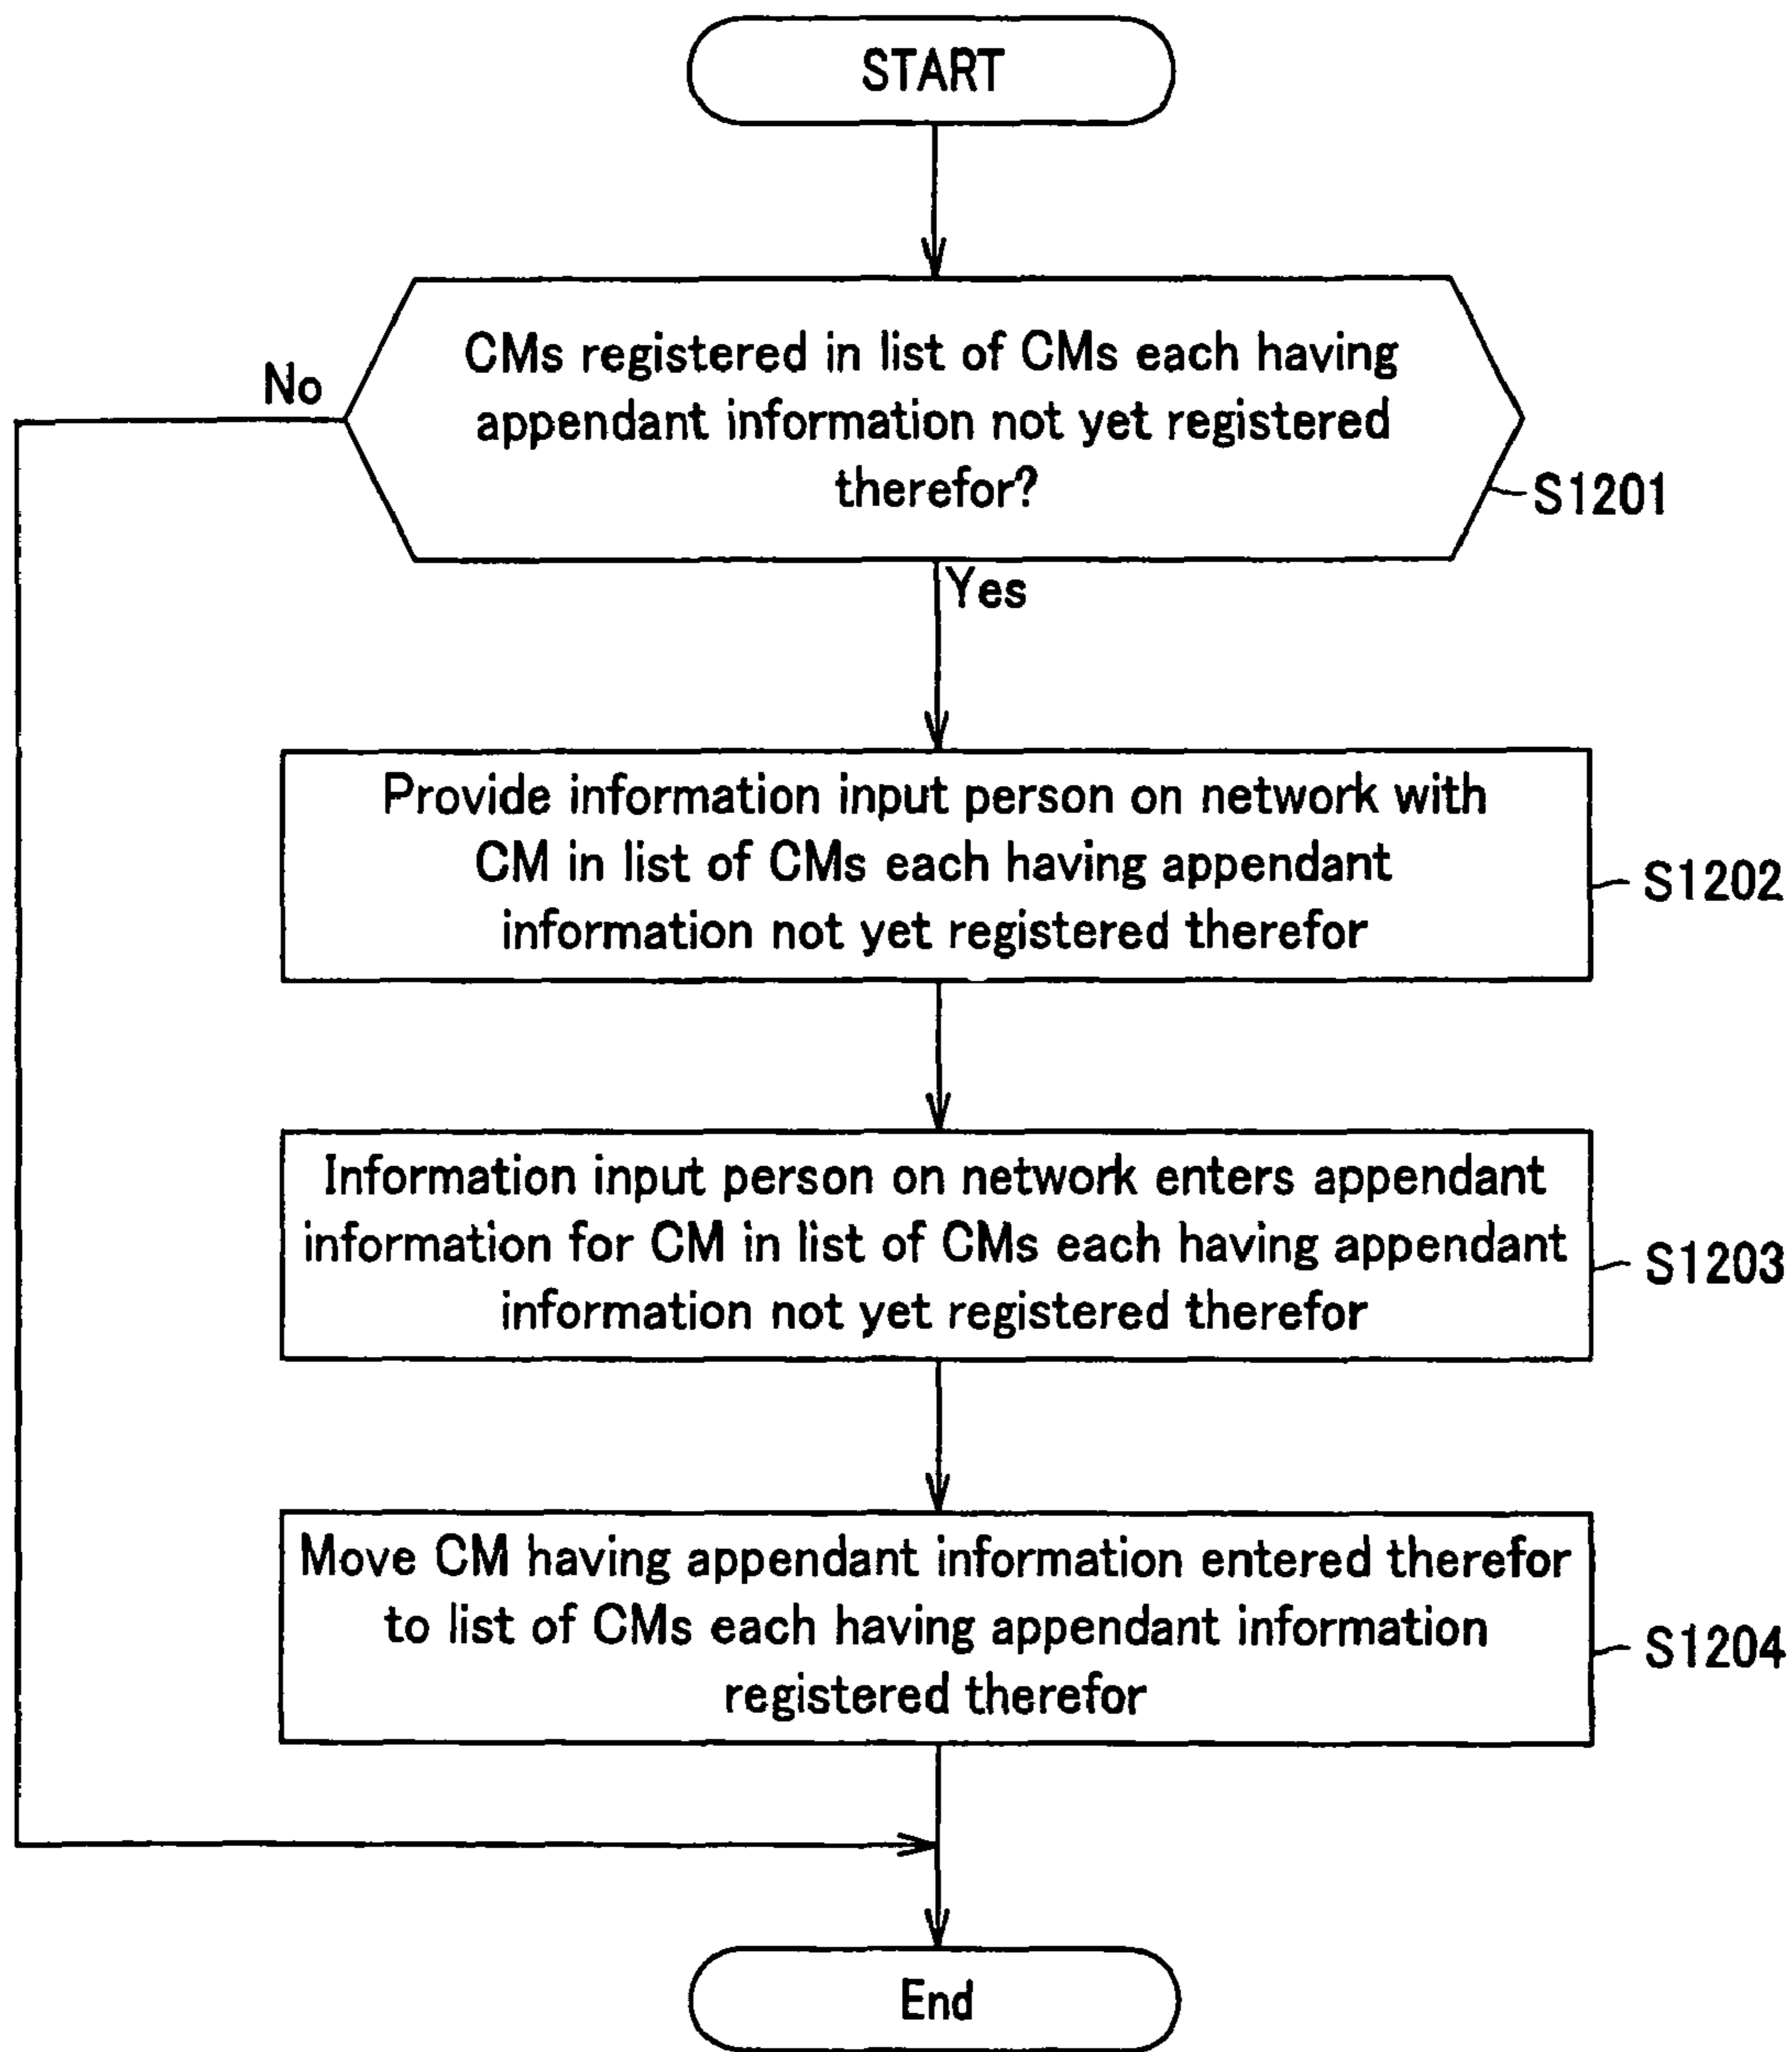 START
CMs registered in list of CMs each having
No
appendant information not yet registered
therefor?
S1201
Yes
Provide information input person on network with
CM in list of CMs each having appendant
S1202
information not yet registered therefor
Information input person on network enters appendant
information for CM in list of CMs each having appendant
S1203
information not yet registered therefor
Move CM having appendant information entered therefor
to list of CMs each having appendant information
S1204
registered therefor
End